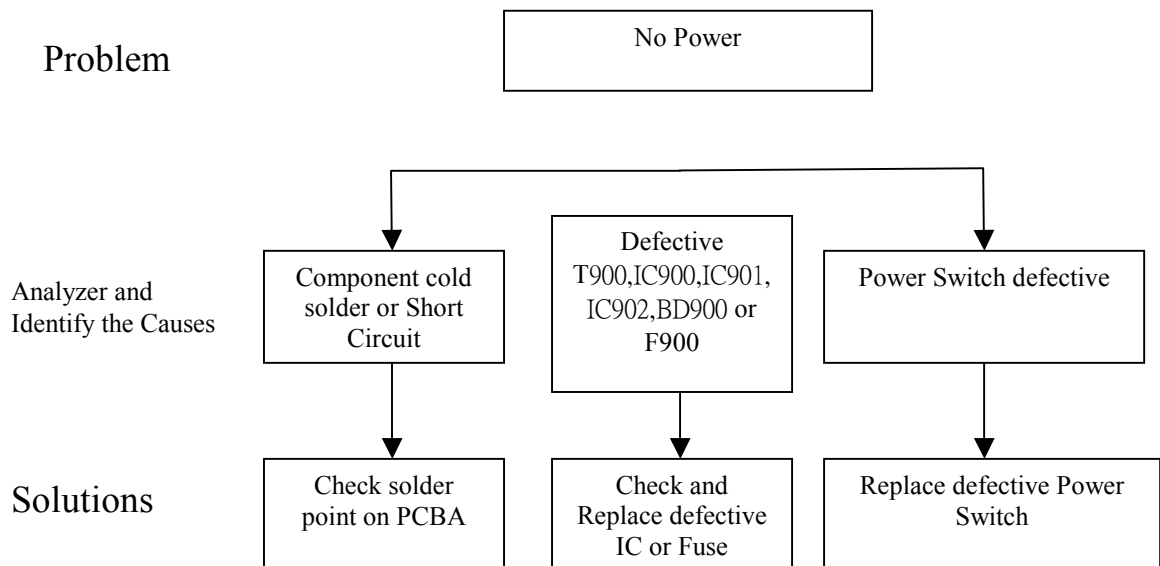 Problem
No Power
Analyzer and
Identify the Causes
Component cold
solder or Short
Circuit
Defective
T900,IC900,IC901,
IC902,BD900 or
F900
Power Switch defective
Solutions
Check solder
point on PCBA
Check and
Replace defective
IC or Fuse
Replace defective Power
Switch